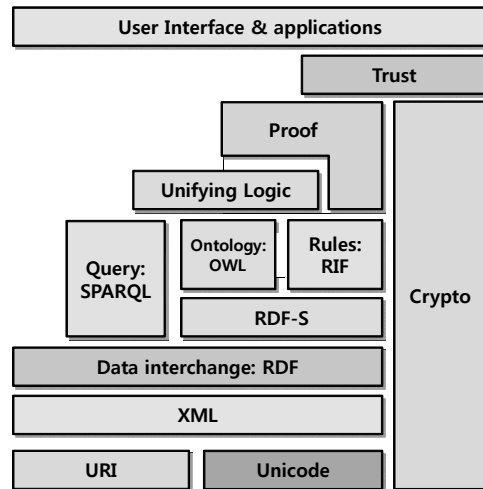 User Interface & applications
Trust
Proof
Unifying Logic
Query:
SPARQL
Ontology:
OWL
Rules:
RIF
Crypto
RDF-S
Data interchange: RDF
XML
URI
Unicode